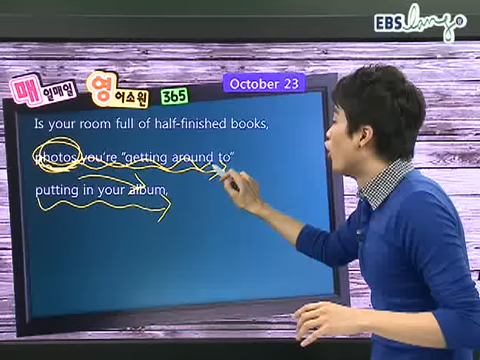 EBSlang
매일매일 영어소원 365
October 23
Is your room full of half-finished books,
photos you're "getting around to"
putting in your album,